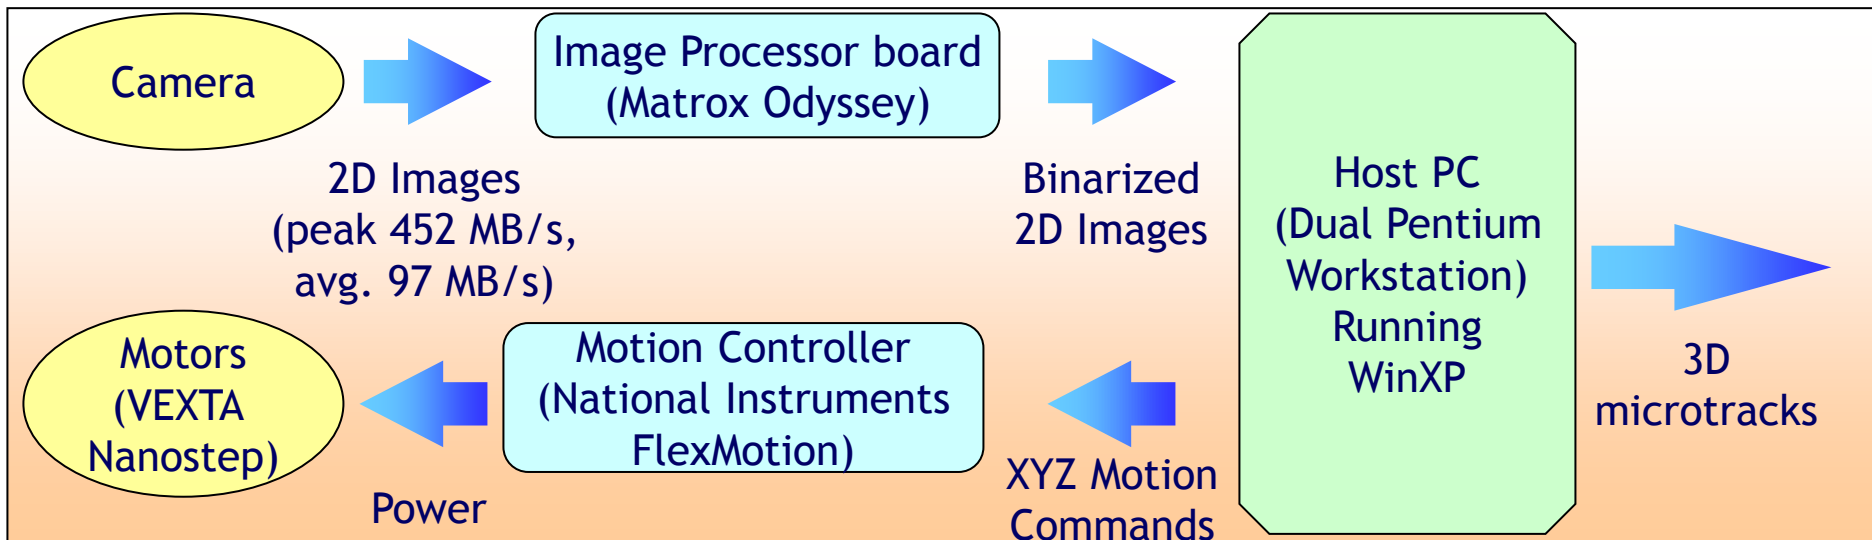 Camera
Image Processor board
(Matrox Odyssey)
2D Images
(peak 452 MB/s,
avg. 97 MB/s)
Binarized
2D Images
Host PC
(Dual Pentium
Workstation)
Running
WinXP
3D
microtracks
Motors
(VEXTA
Nanostep)
Power
Motion Controller
(National Instruments
FlexMotion)
XYZ Motion
Commands